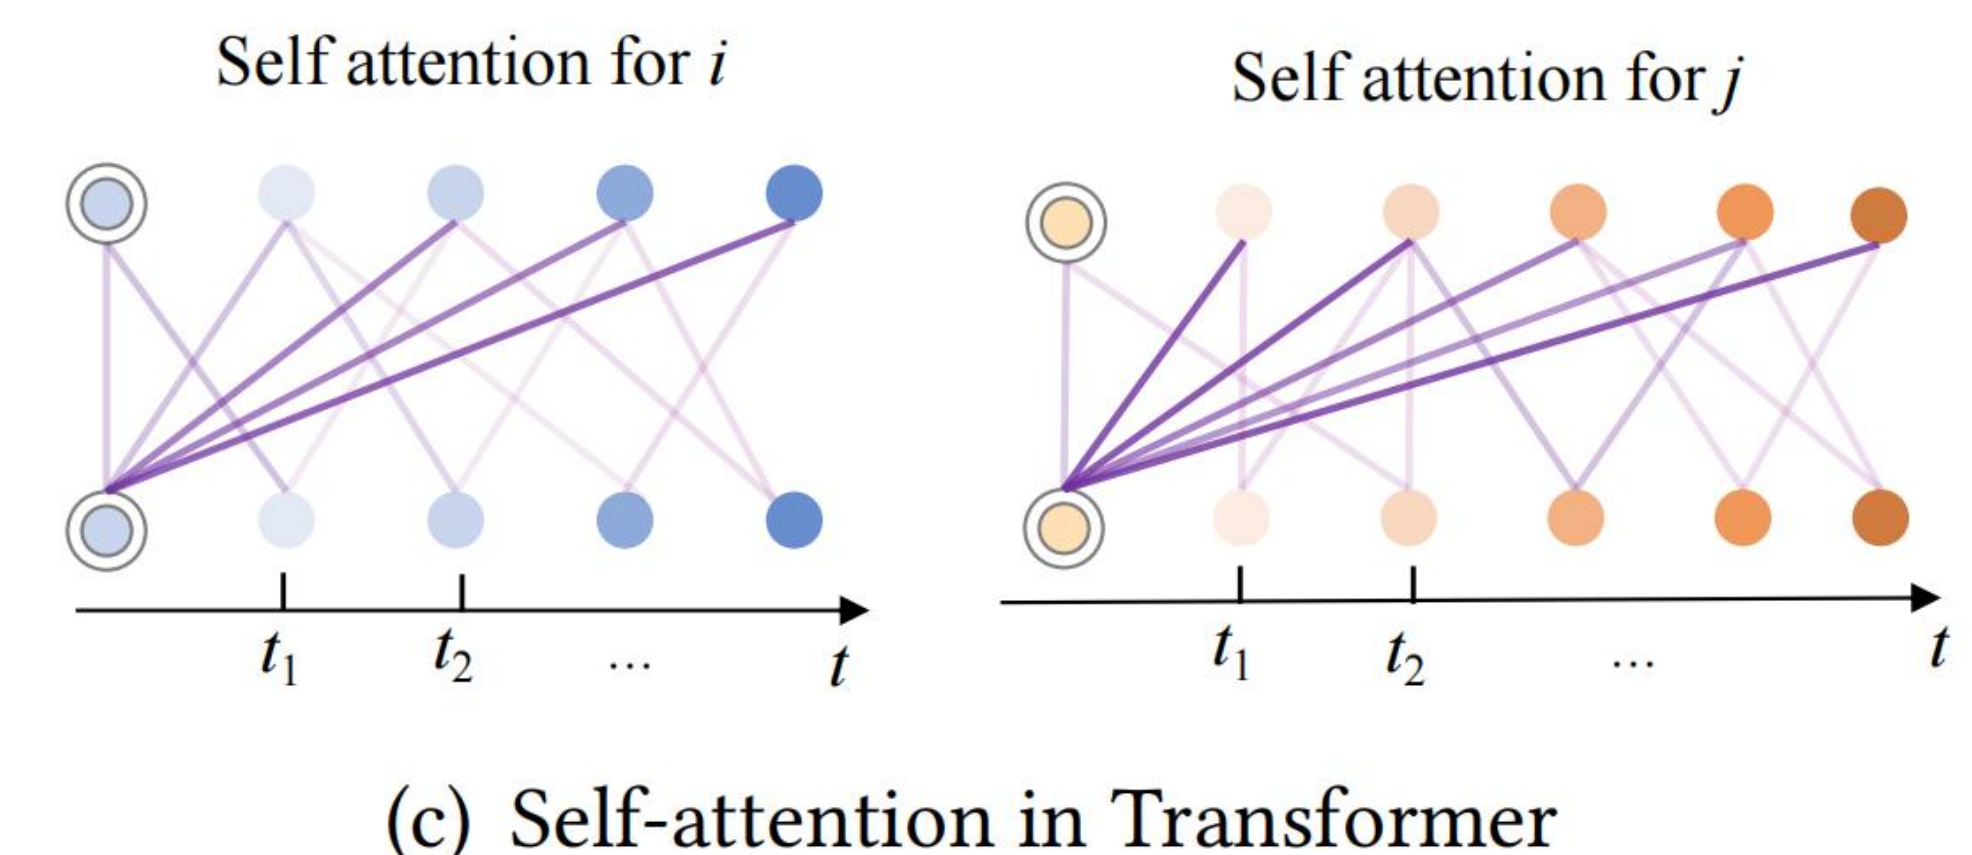 Self attention for i
Self attention for j
t1 t2 ... t
t1 t2 ... t
(c) Self-attention in Transformer